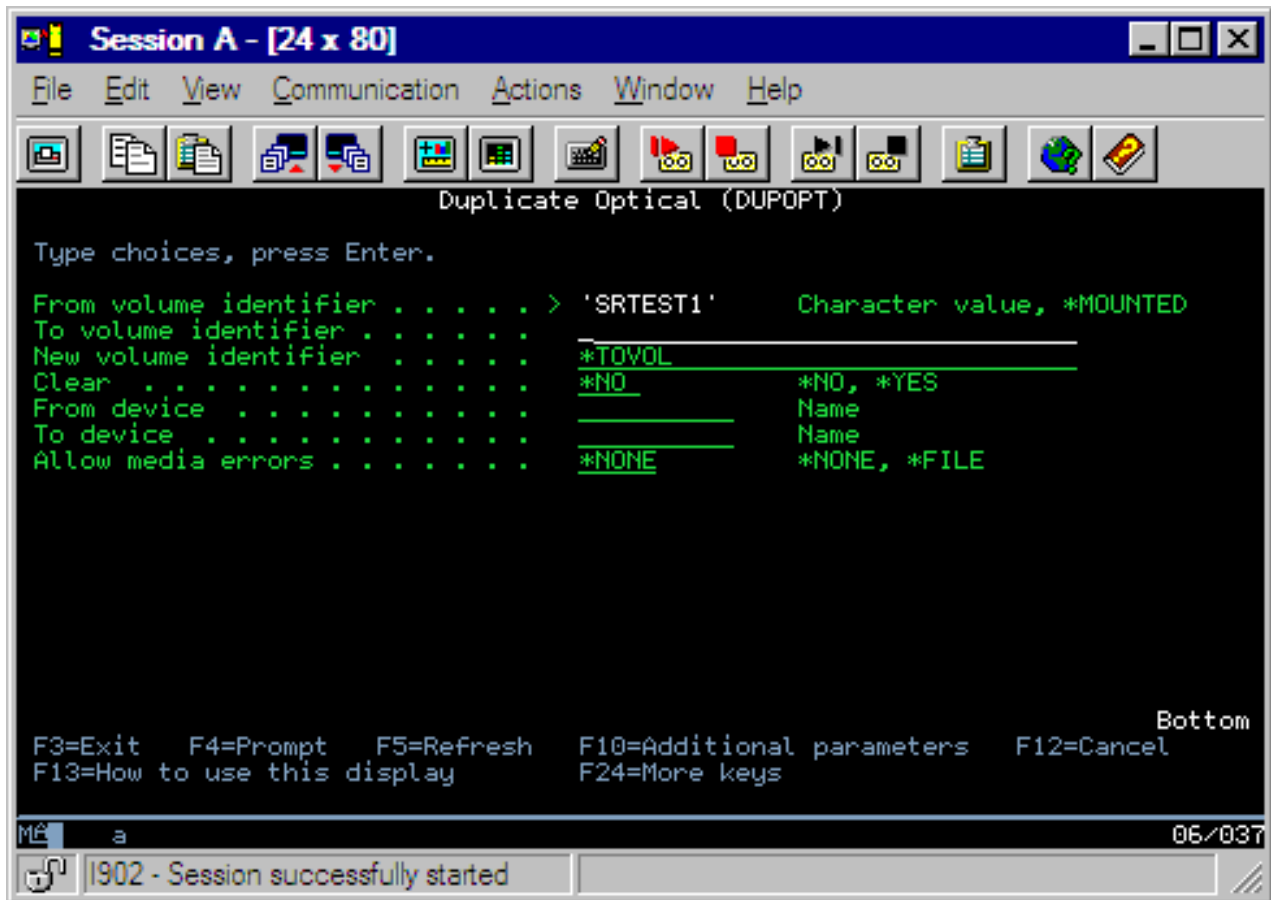 Session A - [24 x 80]
File Edit View Communication Actions Window Help
Duplicate Optical (DUPOPT)
Type choices, press Enter.
From volume identifier . . . . . > 'SRTEST1' Character value, *MOUNTED
To volume identifier . . . . . .
New volume identifier . . . . . *TOVOL
Clear . . . . . . . . . . . . . *NO *NO, *YES
From device . . . . . . . . . . Name
To device . . . . . . . . . . . Name
Allow media errors . . . . . . . *NONE *NONE, *FILE
Bottom
F3=Exit F4=Prompt F5=Refresh F10=Additional parameters F12=Cancel
F13=How to use this display F24=More keys
MA a 06/037
I902 - Session successfully started